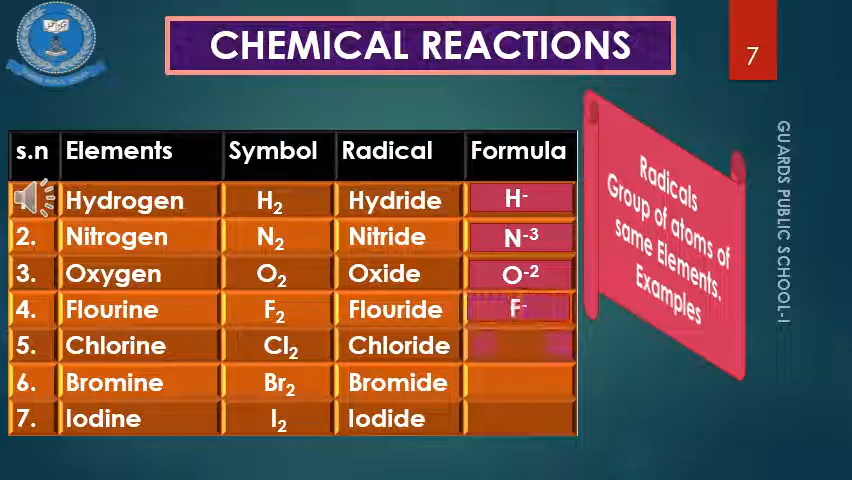 CHEMICAL REACTIONS
7
s.n Elements Symbol Radical Formula
Hydrogen H2 Hydride H-
2. Nitrogen N2 Nitride N-3
3. Oxygen O2 Oxide O-2
4. Flourine F2 Flouride F-
5. Chlorine Cl2 Chloride
6. Bromine Br2 Bromide
7. Iodine I2 Iodide
Radicals
Group of atoms of
same Elements.
Examples
GUARDS PUBLIC SCHOOL-I